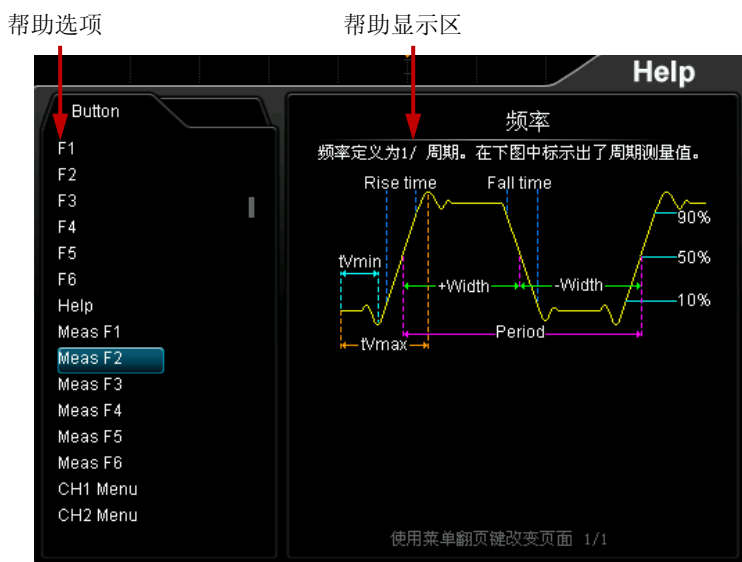 帮助选项
帮助显示区
Help
Button
F1
F2
F3
F4
F5
F6
Help
Meas F1
Meas F2
Meas F3
Meas F4
Meas F5
Meas F6
CH1 Menu
CH2 Menu
频率
频率定义为1/ 周期。在下图中标示出了周期测量值。
Rise time
Fall time
90%
tVmin
50%
+Width
-Width
10%
Period
tVmax
使用菜单翻页键改变页面 1/1